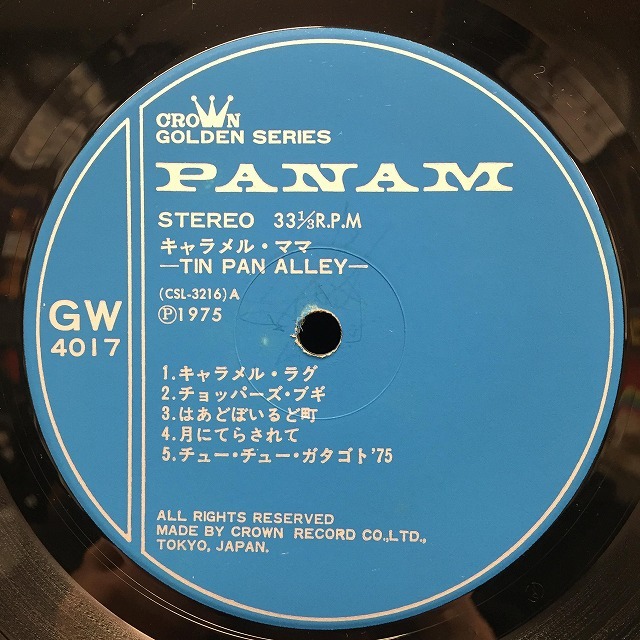 CROWN
GOLDEN SERIES
PANAM
STEREO 33⅓R.P.M
キャラメル・ママ
—TIN PAN ALLEY—
(CSL-3216)A
Ⓟ1975
GW
4017
1.キャラメル・ラグ
2.チョッパーズ・ブギ
3.はあどぼいるど町
4.月にてらされて
5.チュー・チュー・ガタゴト'75
ALL RIGHTS RESERVED
MADE BY CROWN RECORD CO.,LTD.,
TOKYO, JAPAN.